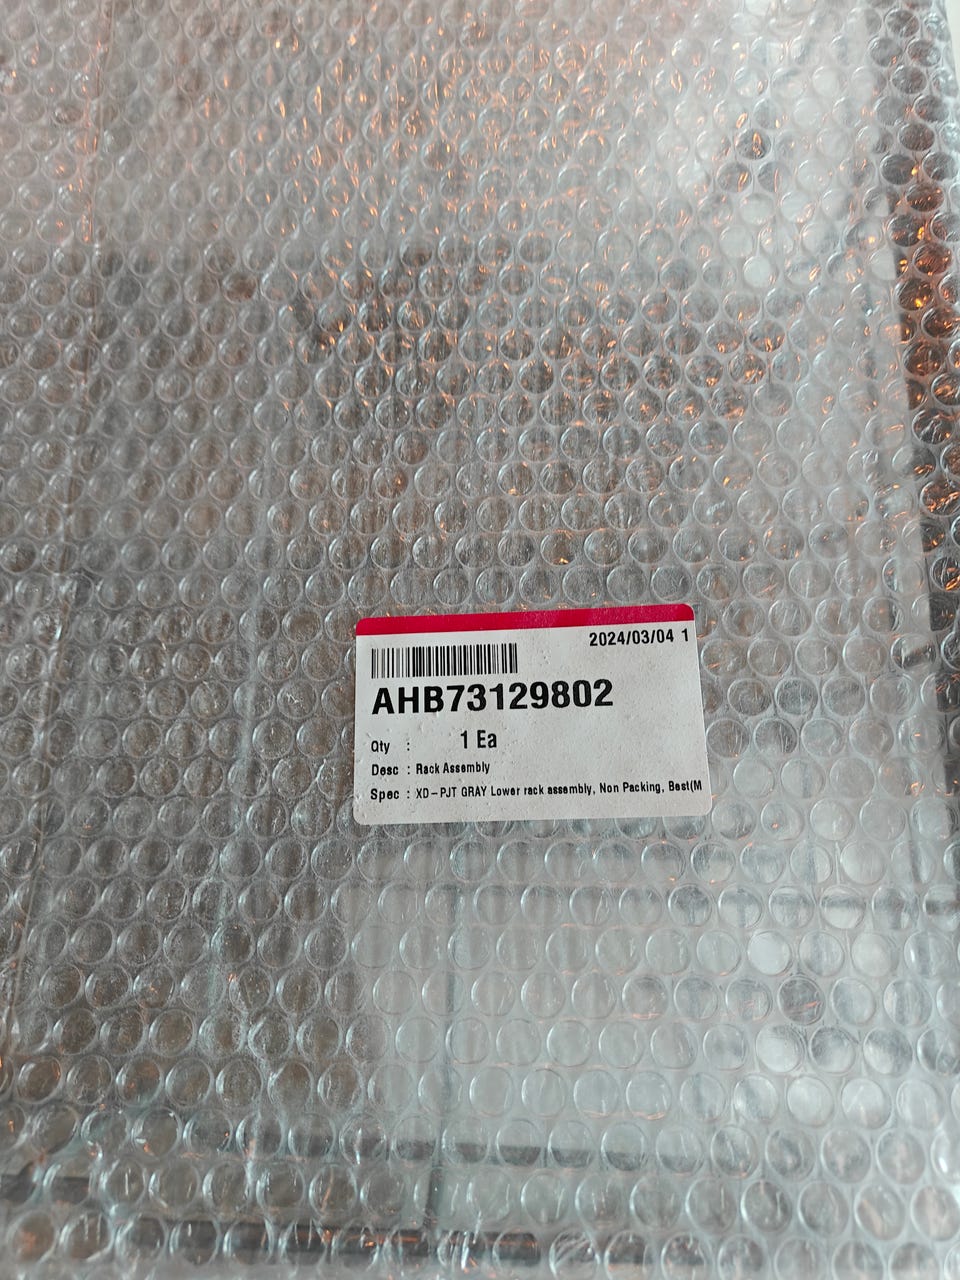 2024/03/04 1
AHB73129802
Qty : 1 Ea
Desc : Rack Assembly
Spec : XD-PJT GRAY Lower rack assembly, Non Packing, Best(M